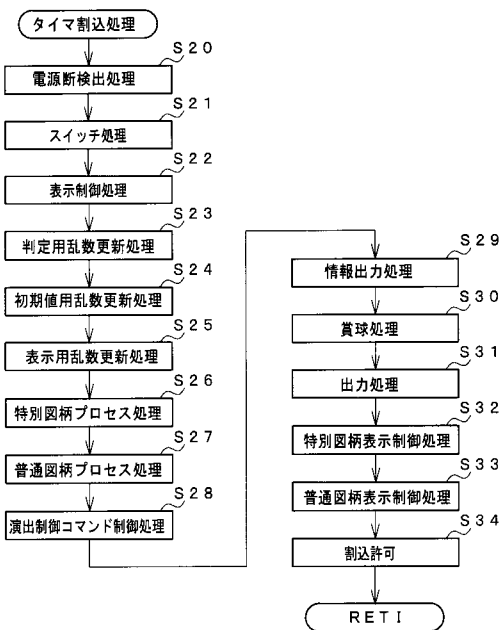 タイマ割込処理
S20
電源断検出処理
S21
スイッチ処理
S22
表示制御処理
S23
判定用乱数更新処理
S24
初期値用乱数更新処理
S25
表示用乱数更新処理
S26
特別図柄プロセス処理
S27
普通図柄プロセス処理
S28
演出制御コマンド制御処理
S29
情報出力処理
S30
賞球処理
S31
出力処理
S32
特別図柄表示制御処理
S33
普通図柄表示制御処理
S34
割込許可
RETI